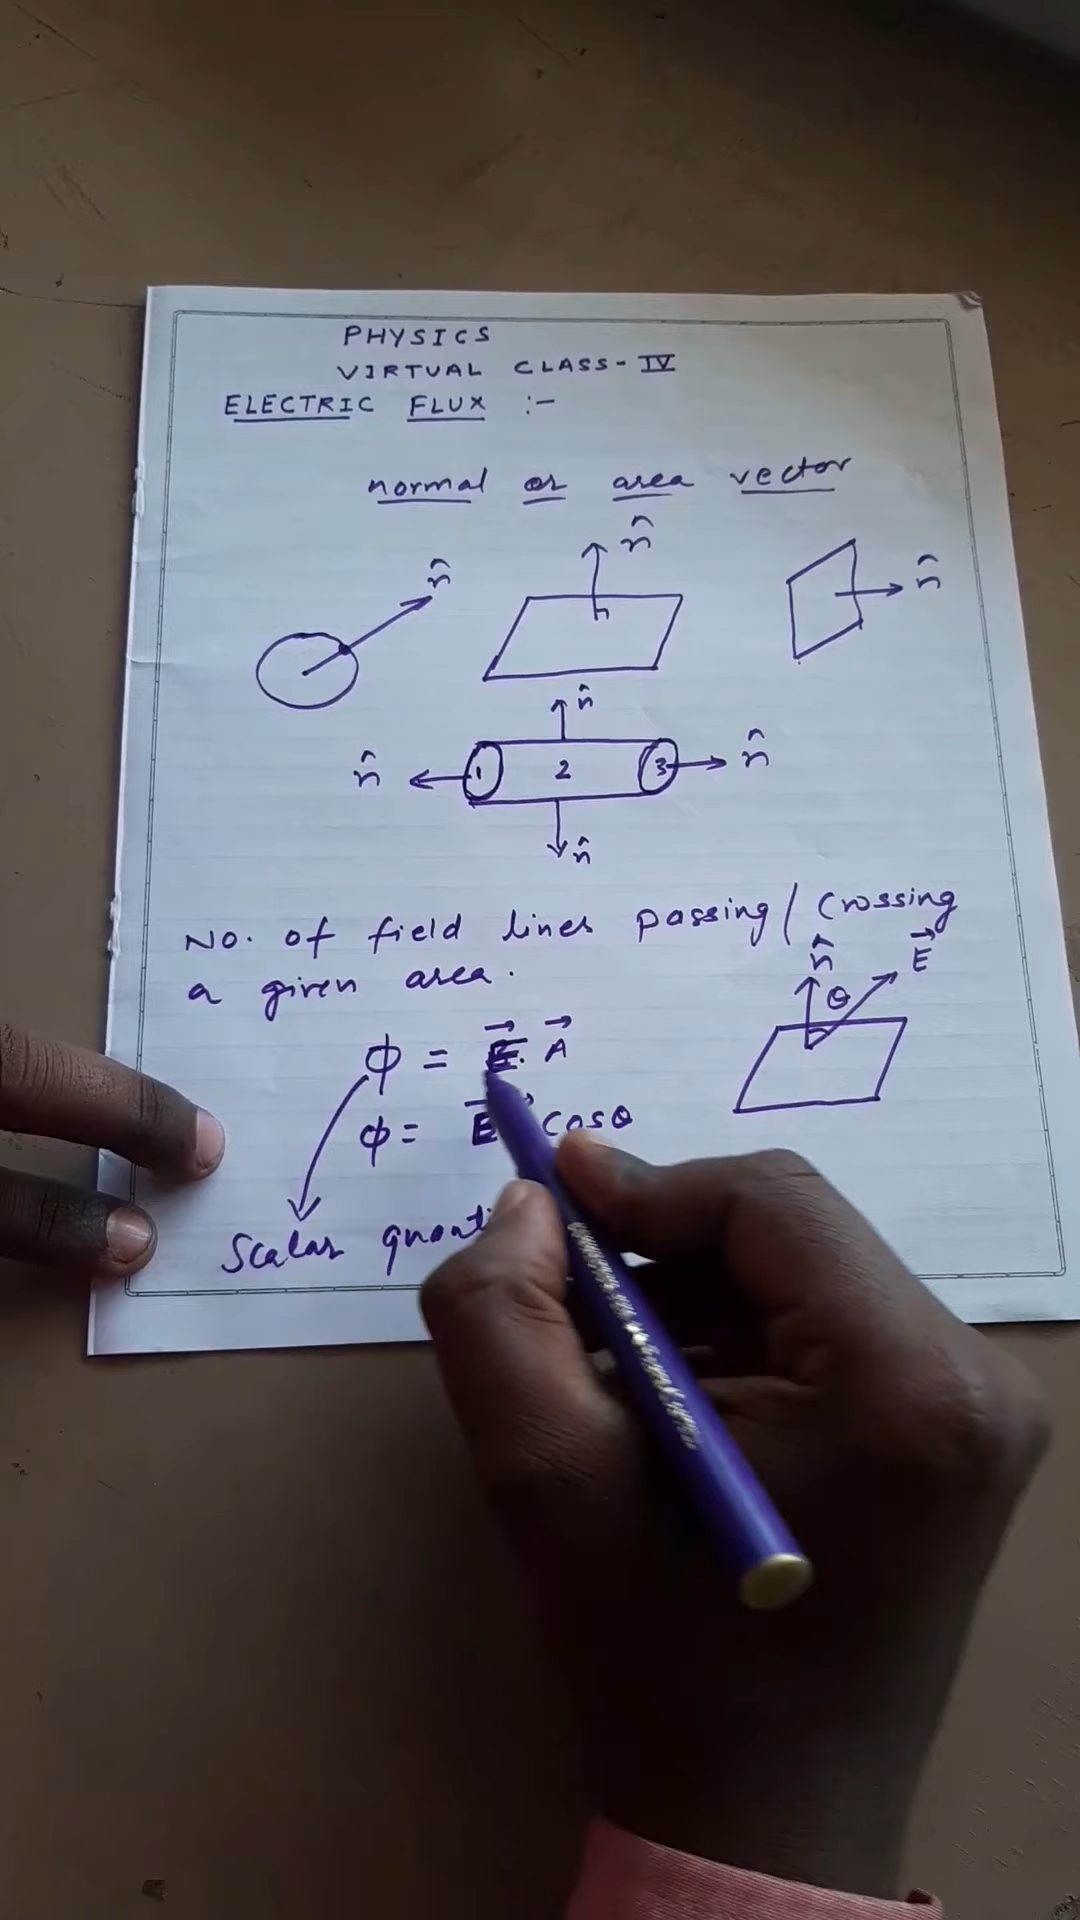 PHYSICS
VIRTUAL CLASS-IV
ELECTRIC FLUX :-
normal or area vector
n̂ n̂ n̂
n̂
n̂ 1 2 3 n̂
n̂
No. of field lines passing/crossing
a given area.
n̂ θ E⃗
ϕ = E⃗. A⃗
ϕ = E⃗ cosθ
Scalar